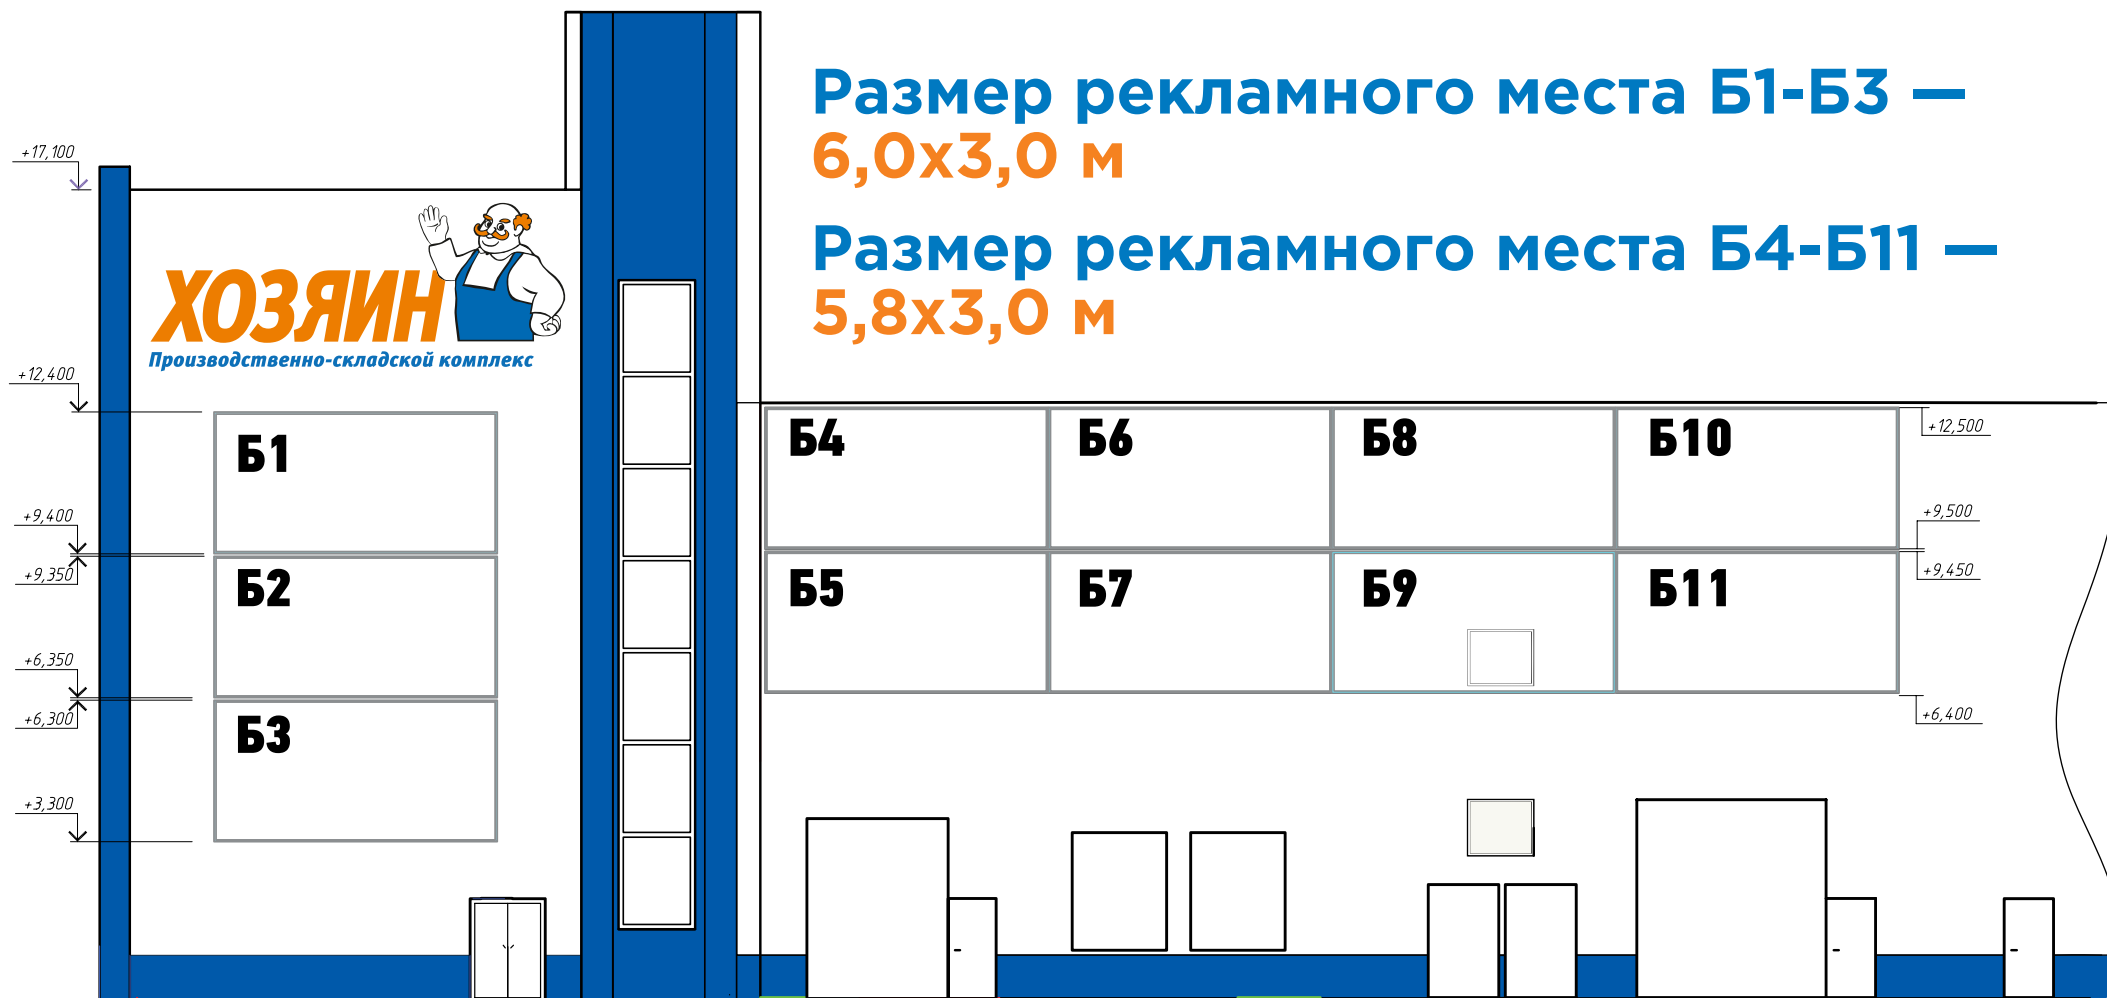 Размер рекламного места Б1-Б3 —
6,0х3,0 м
Размер рекламного места Б4-Б11 —
5,8х3,0 м
+17,100
ХОЗЯИН
Производственно-складской комплекс
+12,400
Б1
Б4
Б6
Б8
Б10
+12,500
+9,400
+9,500
+9,350
Б2
Б5
Б7
Б9
Б11
+9,450
+6,350
+6,300
Б3
+6,400
+3,300